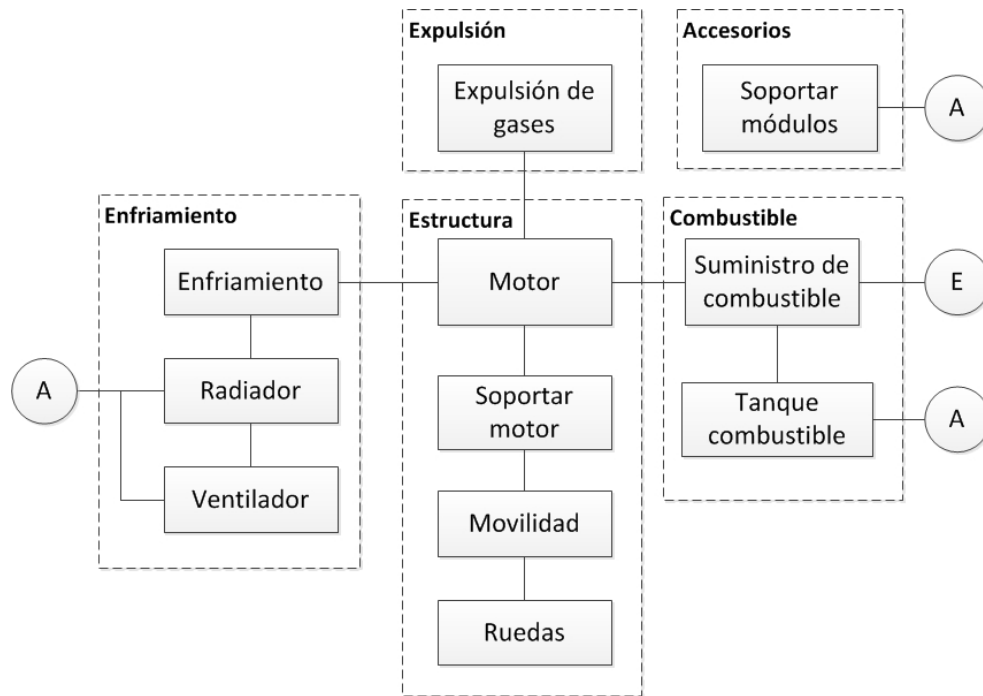 Expulsión
Expulsión de
gases
Accesorios
Soportar
módulos
A
Enfriamiento
Enfriamiento
Radiador
Ventilador
A
Estructura
Motor
Soportar
motor
Movilidad
Ruedas
Combustible
Suministro de
combustible
E
Tanque
combustible
A